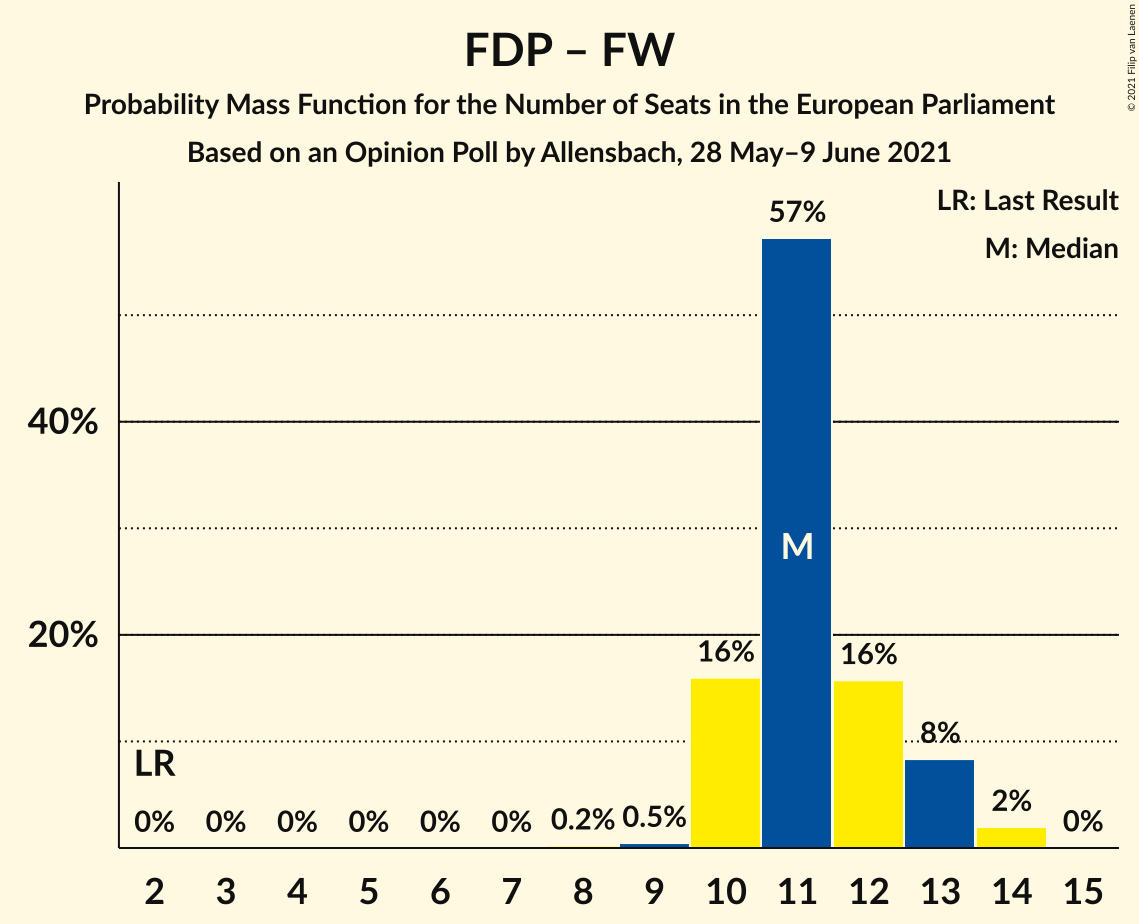 FDP – FW
Probability Mass Function for the Number of Seats in the European Parliament
Based on an Opinion Poll by Allensbach, 28 May–9 June 2021
© 2021 Filip van Laenen
LR: Last Result
M: Median
57%
40%
M
20%
16%
16%
8%
LR
2%
0%
0%
0%
0%
0%
0%
0.2%
0.5%
0%
2 3 4 5 6 7 8 9 10 11 12 13 14 15